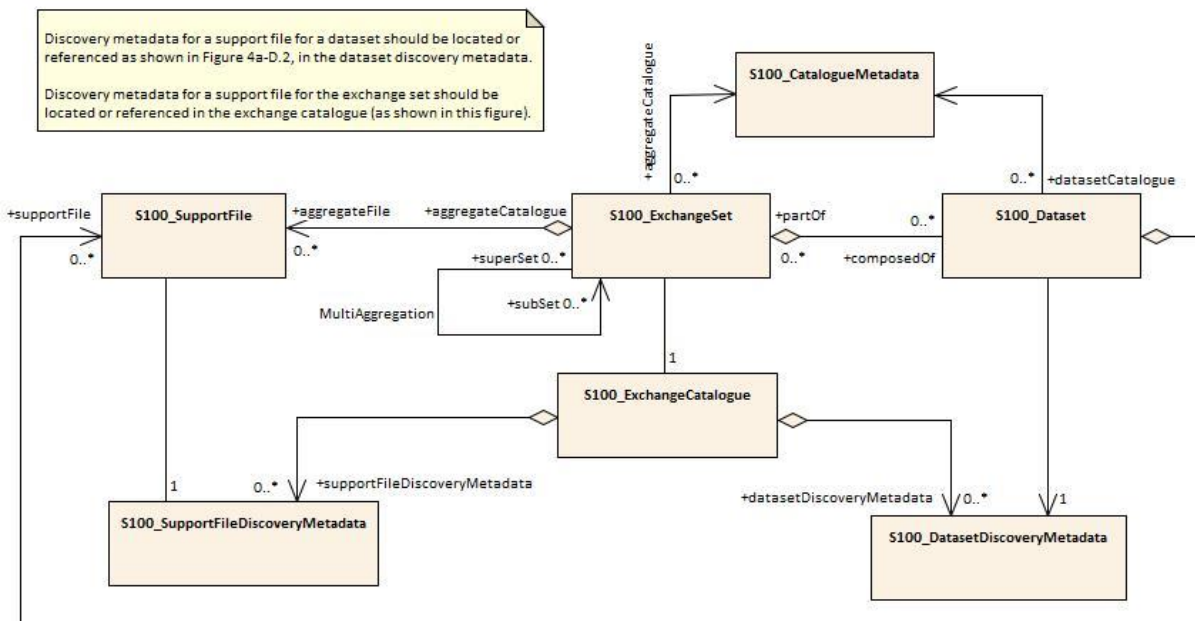 Discovery metadata for a support file for a dataset should be located or
referenced as shown in Figure 4a-D.2, in the dataset discovery metadata.
Discovery metadata for a support file for the exchange set should be
located or referenced in the exchange catalogue (as shown in this figure).
S100_CatalogueMetadata
+aggregateCatalogue
0..*
0..*
+datasetCatalogue
+supportFile
0..*
S100_SupportFile
+aggregateFile
0..*
+aggregateCatalogue
S100_ExchangeSet
+partOf
0..*
0..*
+composedOf
S100_Dataset
+superSet 0..*
+subSet 0..*
MultiAggregation
1
S100_ExchangeCatalogue
1
0..*
+supportFileDiscoveryMetadata
+datasetDiscoveryMetadata
0..*
1
S100_SupportFileDiscoveryMetadata
S100_DatasetDiscoveryMetadata